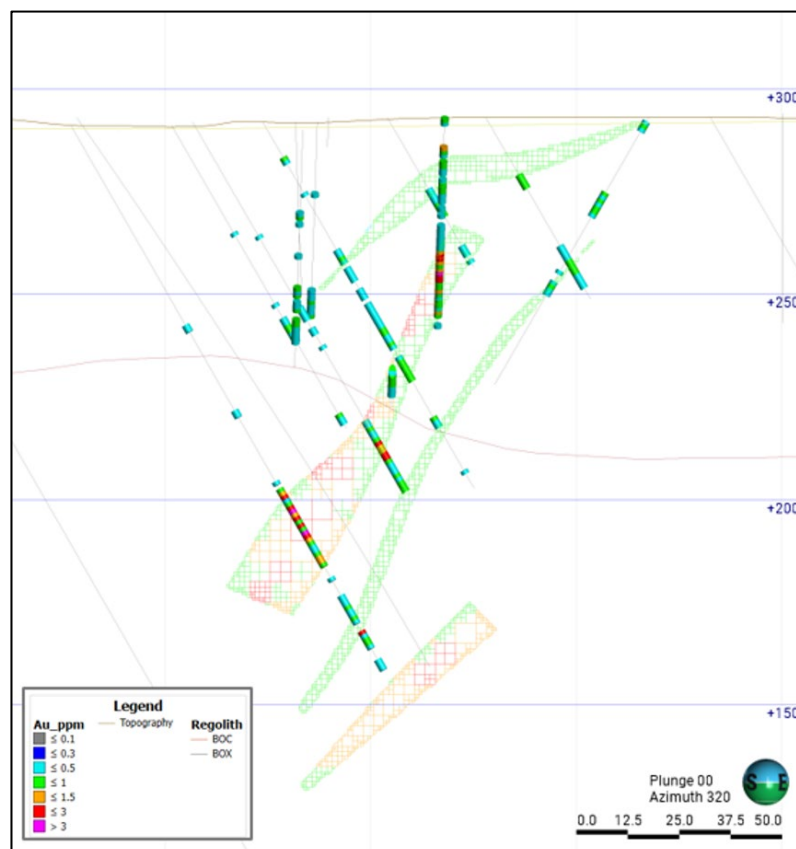 +300
+250
+200
+150
Legend
Au_ppm
≤ 0.1
≤ 0.3
≤ 0.5
≤ 1
≤ 1.5
≤ 3
> 3
Topography
Regolith
BOC
BOX
Plunge 00
Azimuth 320
S E
0.0 12.5 25.0 37.5 50.0